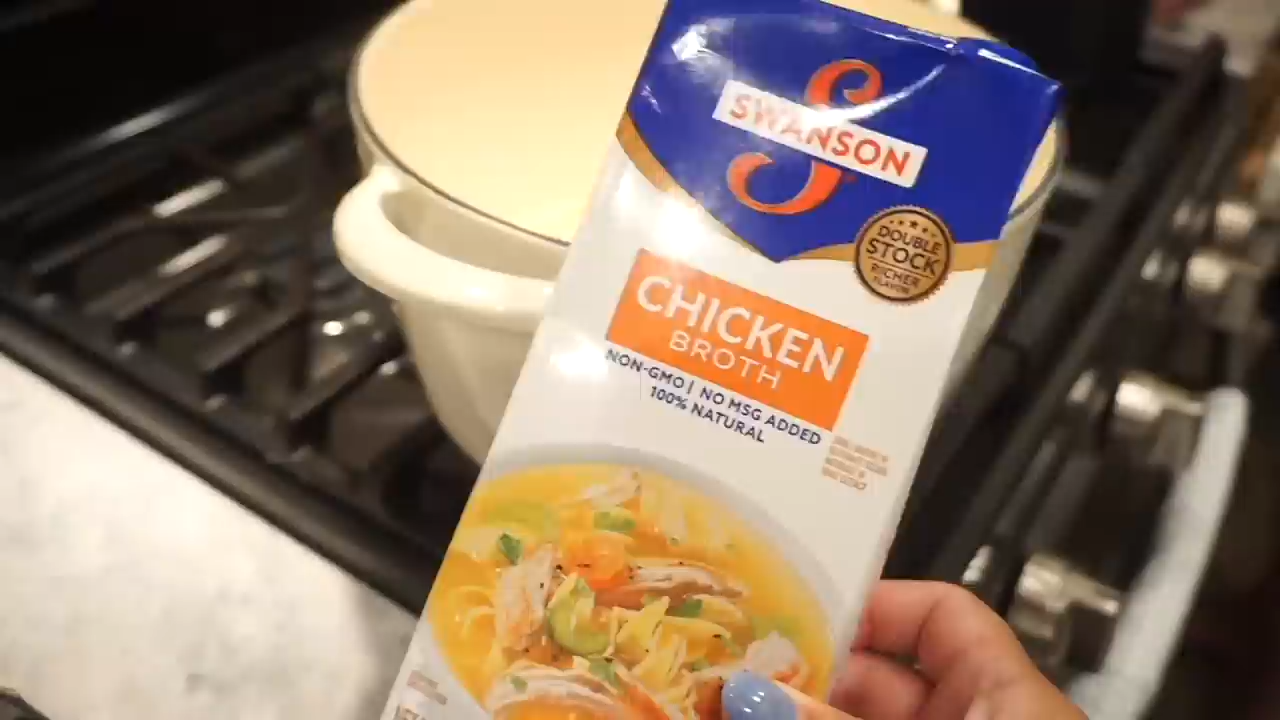 SWANSON
DOUBLE
STOCK
RICHER
FLAVOR
CHICKEN
BROTH
NON-GMO | NO MSG ADDED
100% NATURAL